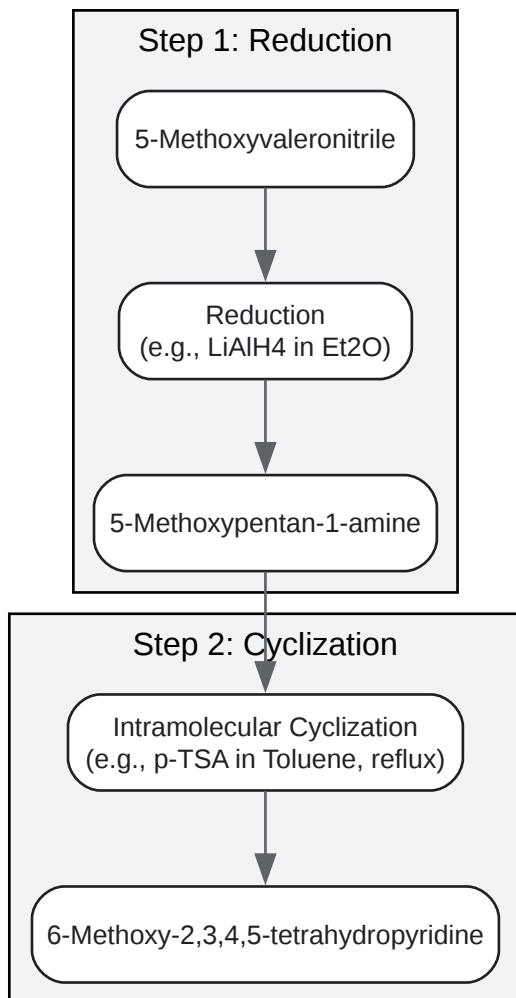 Step 1: Reduction
5-Methoxyvaleronitrile
Reduction
(e.g., LiAlH4 in Et2O)
5-Methoxypentan-1-amine
Step 2: Cyclization
Intramolecular Cyclization
(e.g., p-TSA in Toluene, reflux)
6-Methoxy-2,3,4,5-tetrahydropyridine